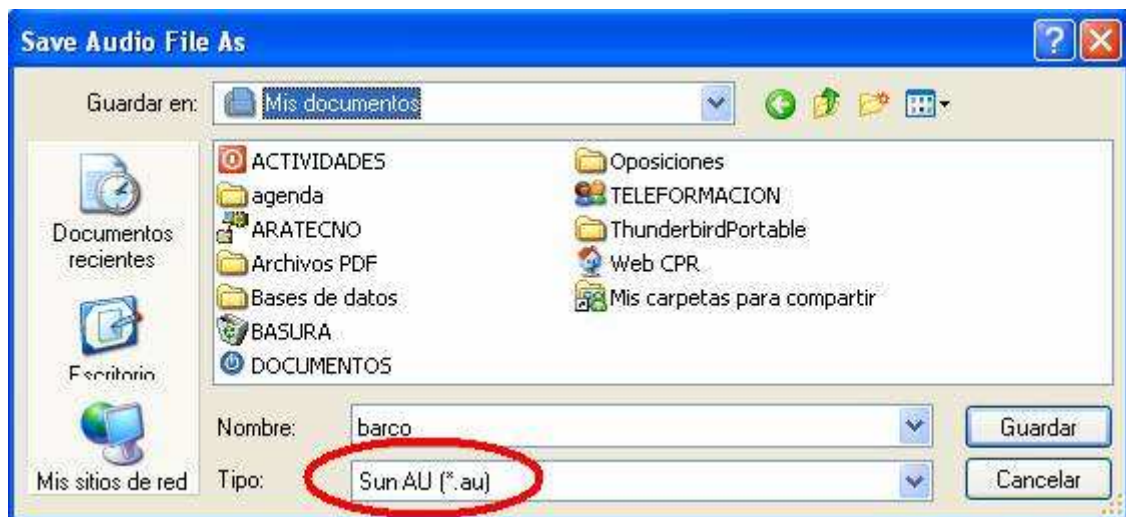 Save Audio File As
Guardar en: Mis documentos
Documentos recientes
Escritorio
Mis sitios de red
ACTIVIDADES
agenda
ARATECNO
Archivos PDF
Bases de datos
BASURA
DOCUMENTOS
Oposiciones
TELEFORMACION
ThunderbirdPortable
Web CPR
Mis carpetas para compartir
Nombre: barco Guardar
Tipo: Sun AU (*.au) Cancelar